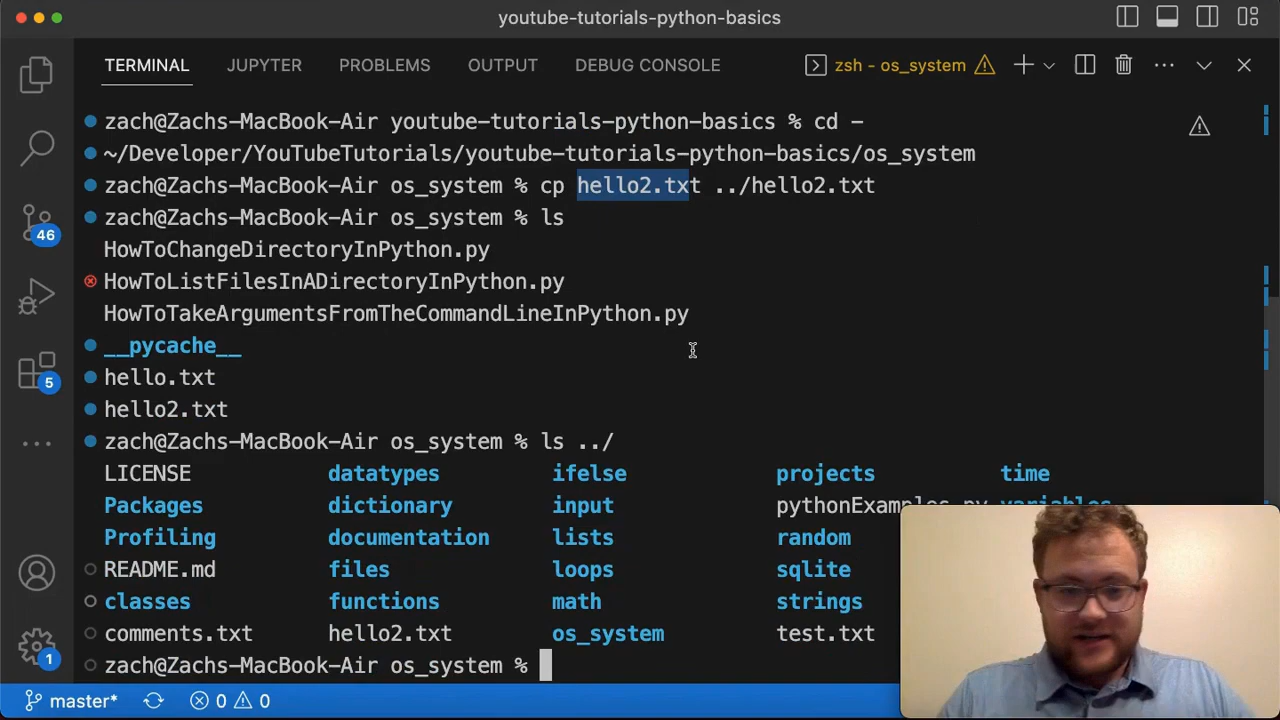 youtube-tutorials-python-basics
TERMINAL JUPYTER PROBLEMS OUTPUT DEBUG CONSOLE zsh - os_system
zach@Zachs-MacBook-Air youtube-tutorials-python-basics % cd -
~/Developer/YouTubeTutorials/youtube-tutorials-python-basics/os_system
zach@Zachs-MacBook-Air os_system % cp hello2.txt ../hello2.txt
zach@Zachs-MacBook-Air os_system % ls
HowToChangeDirectoryInPython.py
HowToListFilesInADirectoryInPython.py
HowToTakeArgumentsFromTheCommandLineInPython.py
__pycache__
hello.txt
hello2.txt
zach@Zachs-MacBook-Air os_system % ls ../
LICENSE datatypes ifelse projects time
Packages dictionary input pythonExamples.py variables
Profiling documentation lists random
README.md files loops sqlite
classes functions math strings
comments.txt hello2.txt os_system test.txt
zach@Zachs-MacBook-Air os_system %
46
5
1
master* 0 0